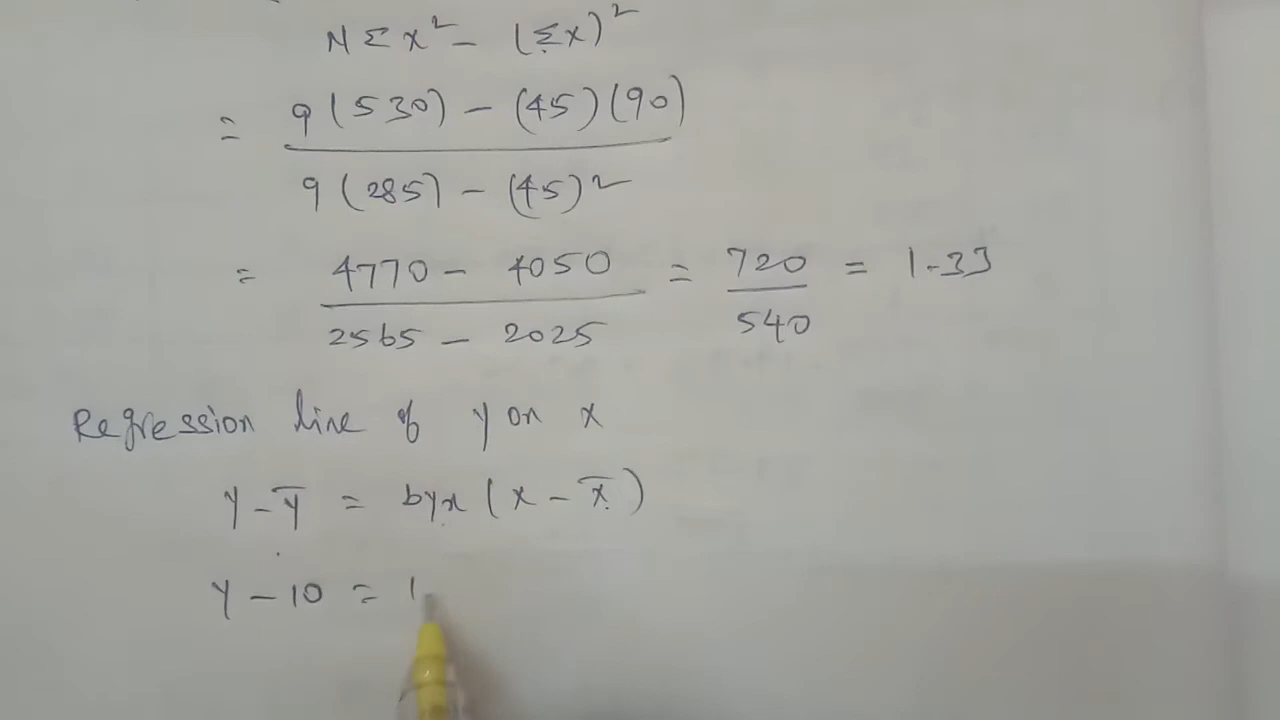 N Σ x² - (Σx)²
= 9(530) - (45)(90)
9(285) - (45)²
= 4770 - 4050 = 720 = 1.33
2565 - 2025 540
Regression line of y on x
y - ȳ = byx (x - x̄)
y - 10 = 1